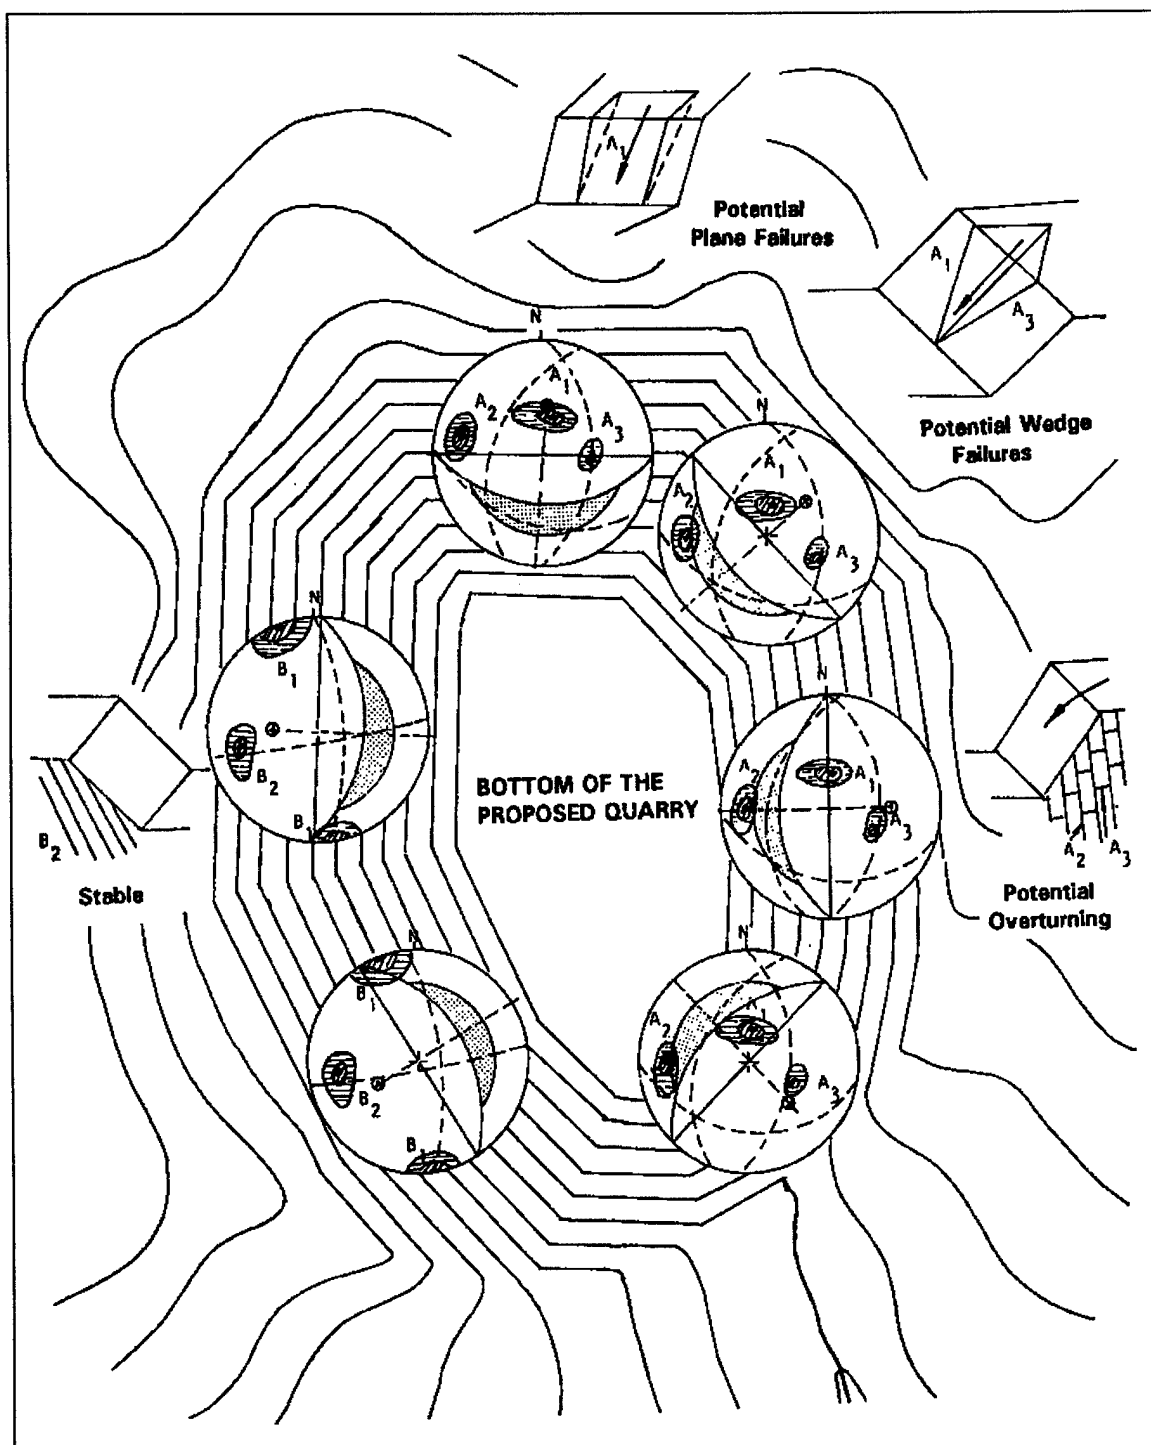 A1
Potential
Plane Failures
A1
A3
Potential Wedge
Failures
N
A1
A2
A3
N
A1
A2
A3
N
B1
B2
B1
B2
Stable
BOTTOM OF THE
PROPOSED QUARRY
N
A2
A
A3
A2
A3
Potential
Overturning
N
B1
B2
B1
N
A2
A1
A3